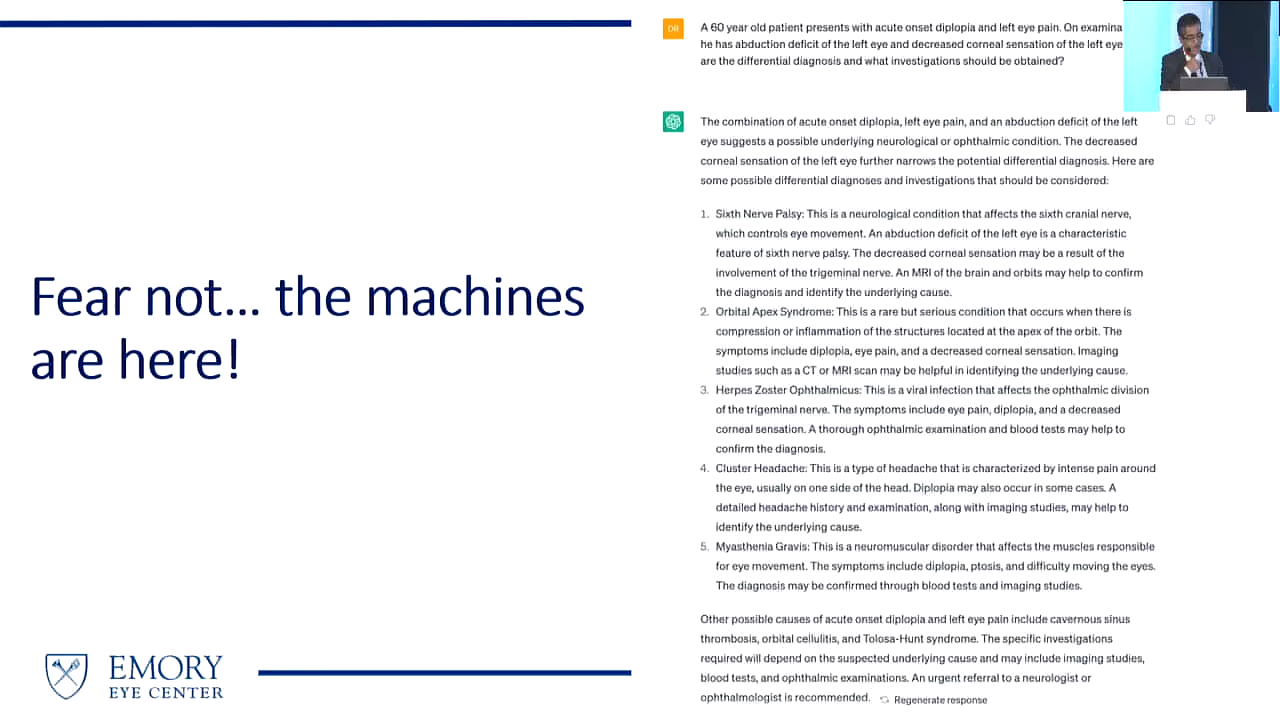 Fear not... the machines
are here!
EMORY
EYE CENTER
DR
A 60 year old patient presents with acute onset diplopia and left eye pain. On examina
he has abduction deficit of the left eye and decreased corneal sensation of the left eye
are the differential diagnosis and what investigations should be obtained?
The combination of acute onset diplopia, left eye pain, and an abduction deficit of the left
eye suggests a possible underlying neurological or ophthalmic condition. The decreased
corneal sensation of the left eye further narrows the potential differential diagnosis. Here are
some possible differential diagnoses and investigations that should be considered:
1. Sixth Nerve Palsy: This is a neurological condition that affects the sixth cranial nerve,
which controls eye movement. An abduction deficit of the left eye is a characteristic
feature of sixth nerve palsy. The decreased corneal sensation may be a result of the
involvement of the trigeminal nerve. An MRI of the brain and orbits may help to confirm
the diagnosis and identify the underlying cause.
2. Orbital Apex Syndrome: This is a rare but serious condition that occurs when there is
compression or inflammation of the structures located at the apex of the orbit. The
symptoms include diplopia, eye pain, and a decreased corneal sensation. Imaging
studies such as a CT or MRI scan may be helpful in identifying the underlying cause.
3. Herpes Zoster Ophthalmicus: This is a viral infection that affects the ophthalmic division
of the trigeminal nerve. The symptoms include eye pain, diplopia, and a decreased
corneal sensation. A thorough ophthalmic examination and blood tests may help to
confirm the diagnosis.
4. Cluster Headache: This is a type of headache that is characterized by intense pain around
the eye, usually on one side of the head. Diplopia may also occur in some cases. A
detailed headache history and examination, along with imaging studies, may help to
identify the underlying cause.
5. Myasthenia Gravis: This is a neuromuscular disorder that affects the muscles responsible
for eye movement. The symptoms include diplopia, ptosis, and difficulty moving the eyes.
The diagnosis may be confirmed through blood tests and imaging studies.
Other possible causes of acute onset diplopia and left eye pain include cavernous sinus
thrombosis, orbital cellulitis, and Tolosa-Hunt syndrome. The specific investigations
required will depend on the suspected underlying cause and may include imaging studies,
blood tests, and ophthalmic examinations. An urgent referral to a neurologist or
ophthalmologist is recommended.
Regenerate response